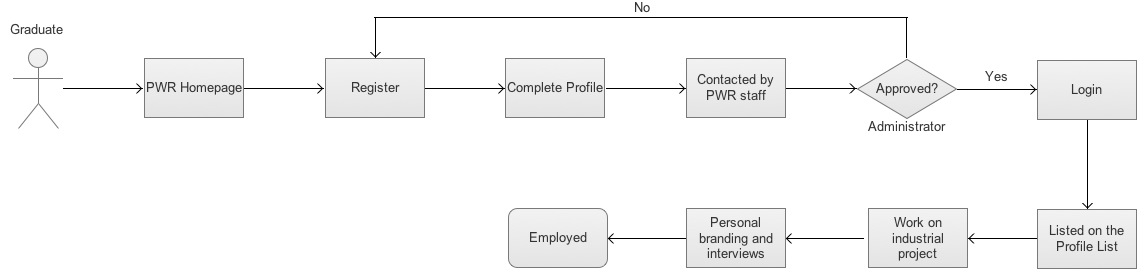 No
Graduate
PWR Homepage
Register
Complete Profile
Contacted by
PWR staff
Approved?
Administrator
Yes
Login
Employed
Personal
branding and
interviews
Work on
industrial
project
Listed on the
Profile List